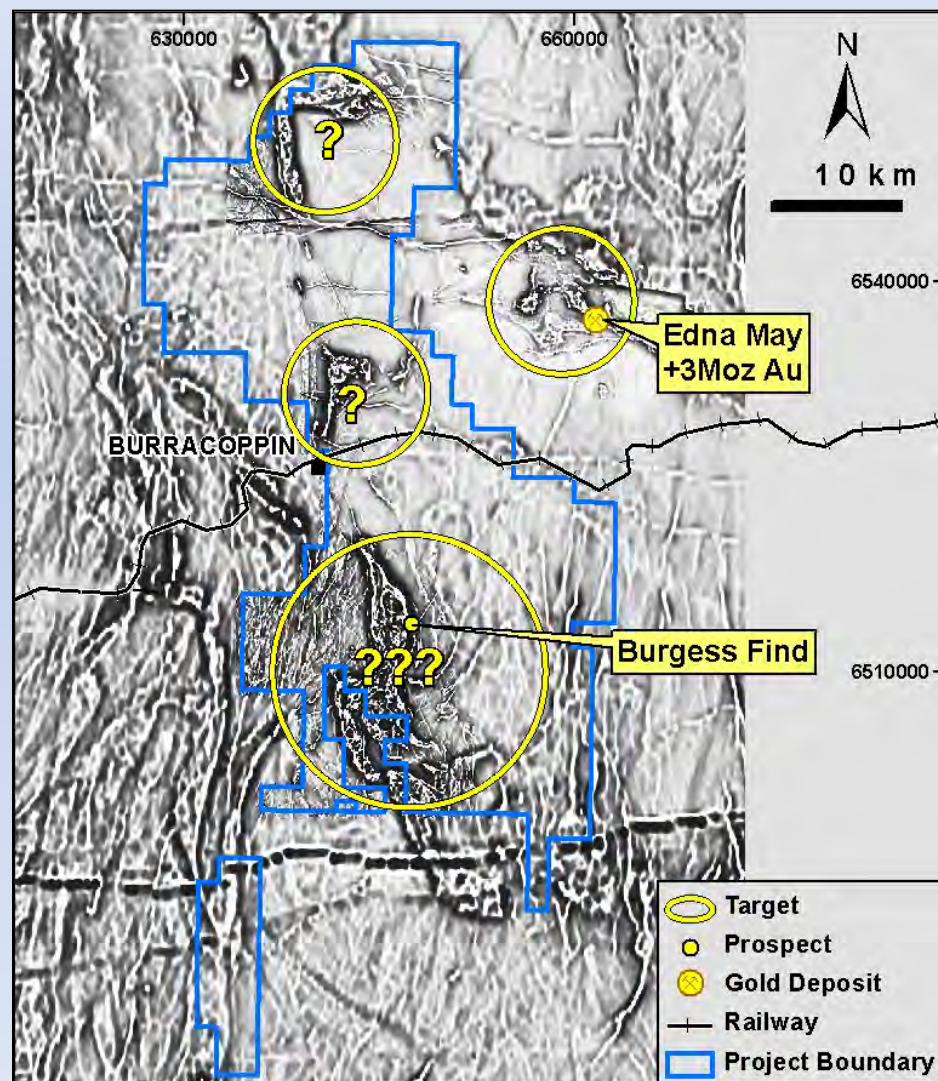 630000
660000
N
10 km
?
6540000
Edna May
+3Moz Au
?
BURRACOPPIN
Burgess Find
???
6510000
Target
Prospect
Gold Deposit
Railway
Project Boundary